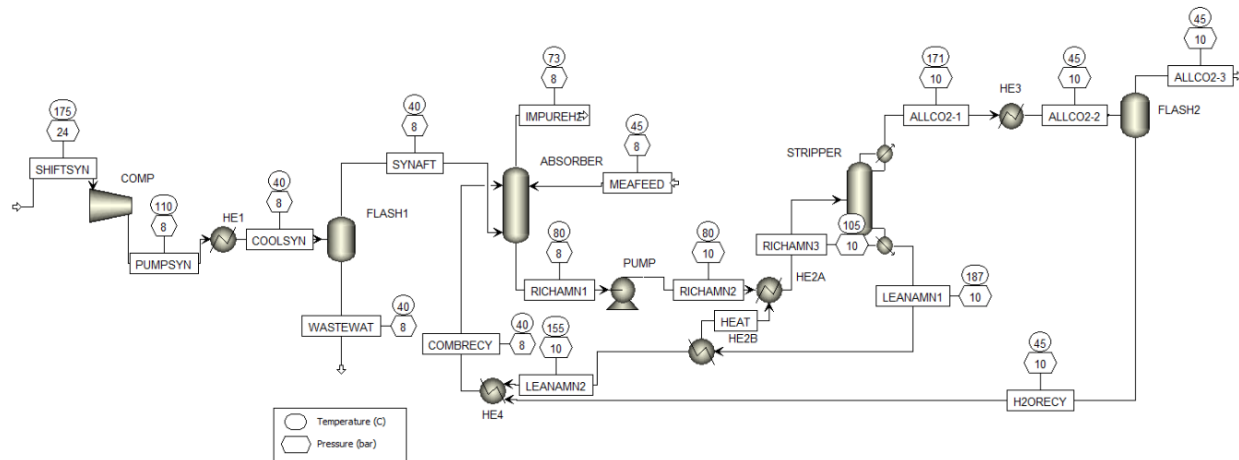 45
10
ALLCO2-3
FLASH2
175
24
SHIFTSYN
COMP
110
8
PUMPSYN
HE1
40
8
COOLSYN
FLASH1
40
8
SYNAFT
40
8
WASTEWAT
73
8
IMPUREH2
ABSORBER
45
8
MEAFEED
80
8
RICHAMN1
PUMP
80
10
RICHAMN2
HE2A
RICHAMN3
105
10
STRIPPER
171
10
ALLCO2-1
HE3
45
10
ALLCO2-2
187
10
LEANAMN1
HEAT
HE2B
155
10
LEANAMN2
HE4
40
8
COMBRECY
45
10
H2ORECY
Temperature (C)
Pressure (bar)